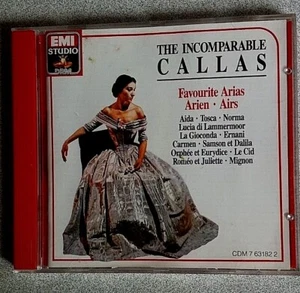 EMI
STUDIO
THE INCOMPARABLE
CALLAS
Favourite Arias
Arien · Airs
Aida · Tosca · Norma
Lucia di Lammermoor
La Gioconda · Ernani
Carmen · Samson et Dalila
Orphée et Eurydice · Le Cid
Roméo et Juliette · Mignon
CDM 7 63182 2